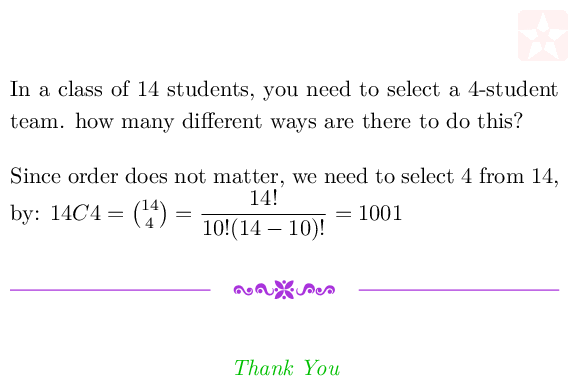 In a class of 14 students, you need to select a 4-student
team. how many different ways are there to do this?
Since order does not matter, we need to select 4 from 14,
by: 14C4 = \binom{14}{4} = \frac{14!}{10!(14 − 10)!} = 1001
Thank You